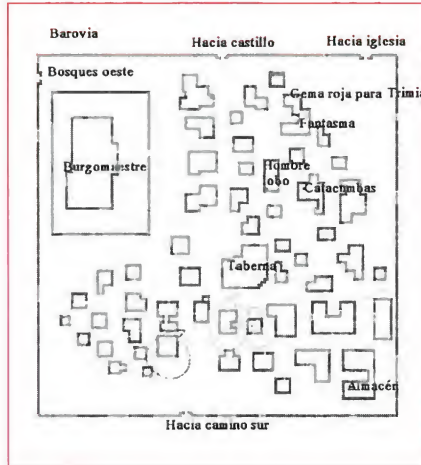 Barovia
Hacia castillo
Hacia iglesia
Bosques oeste
Gema roja para Trimia
Fantasma
Burgomaestre
Hombre
lobo
Catacumbas
Taberna
Almacén
Hacia camino sur